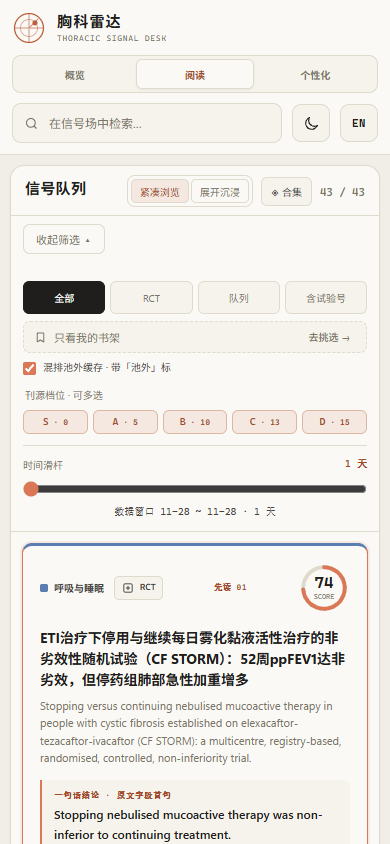 胸科雷达
THORACIC SIGNAL DESK
概览
阅读
个性化
在信号场中检索...
EN
信号队列
紧凑浏览
展开沉浸
◈ 合集
43 / 43
收起筛选 ▲
全部
RCT
队列
含试验号
只看我的书架
去挑选 →
混排池外缓存 · 带「池外」标
刊源档位 · 可多选
S · 0
A · 5
B · 10
C · 13
D · 15
时间滑杆
1 天
数据窗口 11-28 ~ 11-28 · 1 天
呼吸与睡眠
RCT
先读 01
74
SCORE
ETI治疗下停用与继续每日雾化黏液活性治疗的非
劣效性随机试验（CF STORM）：52周ppFEV1达非
劣效，但停药组肺部急性加重增多
Stopping versus continuing nebulised mucoactive therapy in
people with cystic fibrosis established on elexacaftor-
tezacaftor-ivacaftor (CF STORM): a multicentre, registry-based,
randomised, controlled, non-inferiority trial.
一句话结论 · 原文字段首句
Stopping nebulised mucoactive therapy was non-
inferior to continuing treatment.